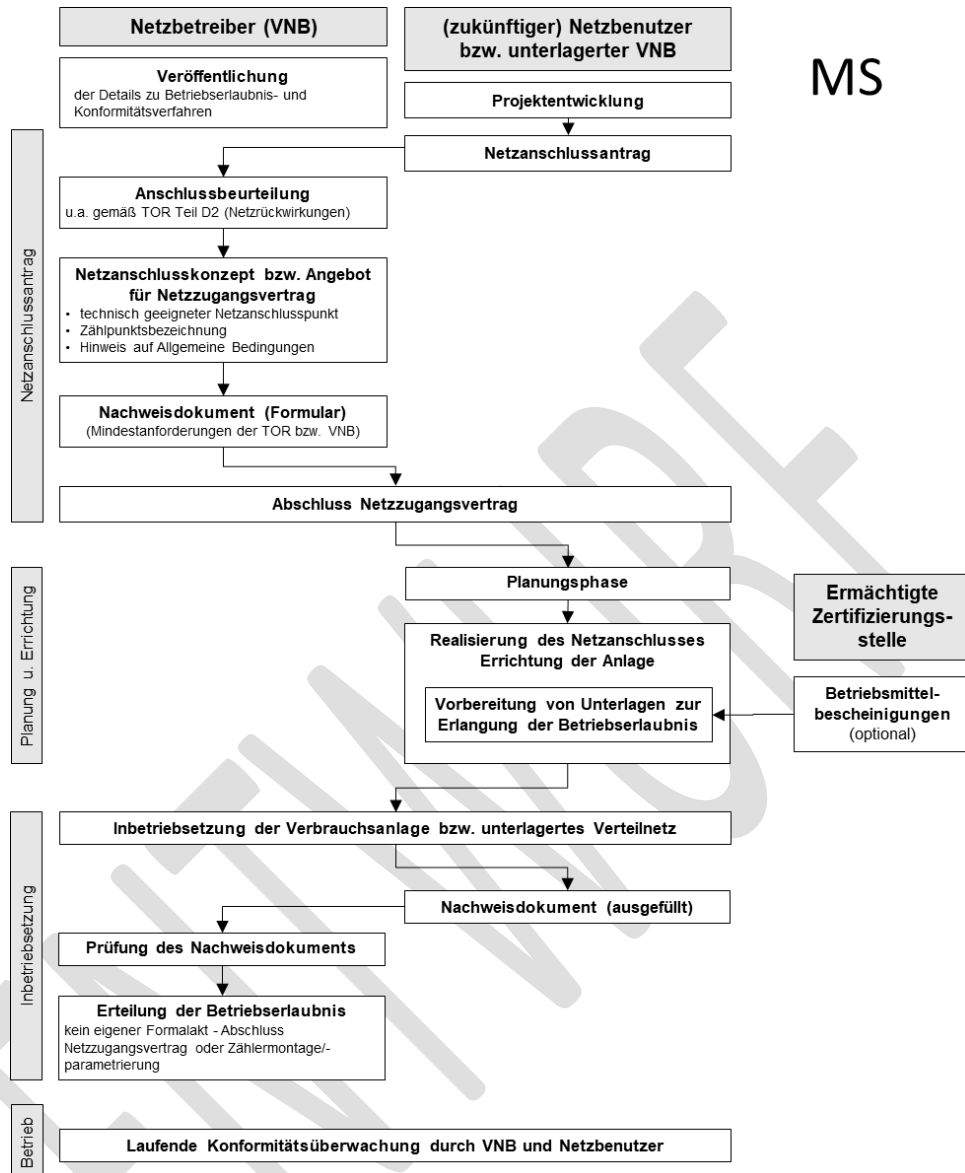 Netzbetreiber (VNB)
(zukünftiger) Netzbenutzer
bzw. unterlagerter VNB
MS
Veröffentlichung
der Details zu Betriebserlaubnis- und
Konformitätsverfahren
Projektentwicklung
Netzanschlussantrag
Netzanschlussantrag
Anschlussbeurteilung
u.a. gemäß TOR Teil D2 (Netzrückwirkungen)
Netzanschlusskonzept bzw. Angebot
für Netzzugangsvertrag
• technisch geeigneter Netzanschlusspunkt
• Zählpunktsbezeichnung
• Hinweis auf Allgemeine Bedingungen
Nachweisdokument (Formular)
(Mindestanforderungen der TOR bzw. VNB)
Abschluss Netzzugangsvertrag
Planung u. Errichtung
Planungsphase
Ermächtigte
Zertifizierungs-
stelle
Realisierung des Netzanschlusses
Errichtung der Anlage
Vorbereitung von Unterlagen zur
Erlangung der Betriebserlaubnis
Betriebsmittel-
bescheinigungen
(optional)
Inbetriebsetzung
Inbetriebsetzung der Verbrauchsanlage bzw. unterlagertes Verteilnetz
Nachweisdokument (ausgefüllt)
Prüfung des Nachweisdokuments
Erteilung der Betriebserlaubnis
kein eigener Formalakt - Abschluss
Netzzugangsvertrag oder Zählermontage/-
parametrierung
Betrieb
Laufende Konformitätsüberwachung durch VNB und Netzbenutzer
ENTWURF